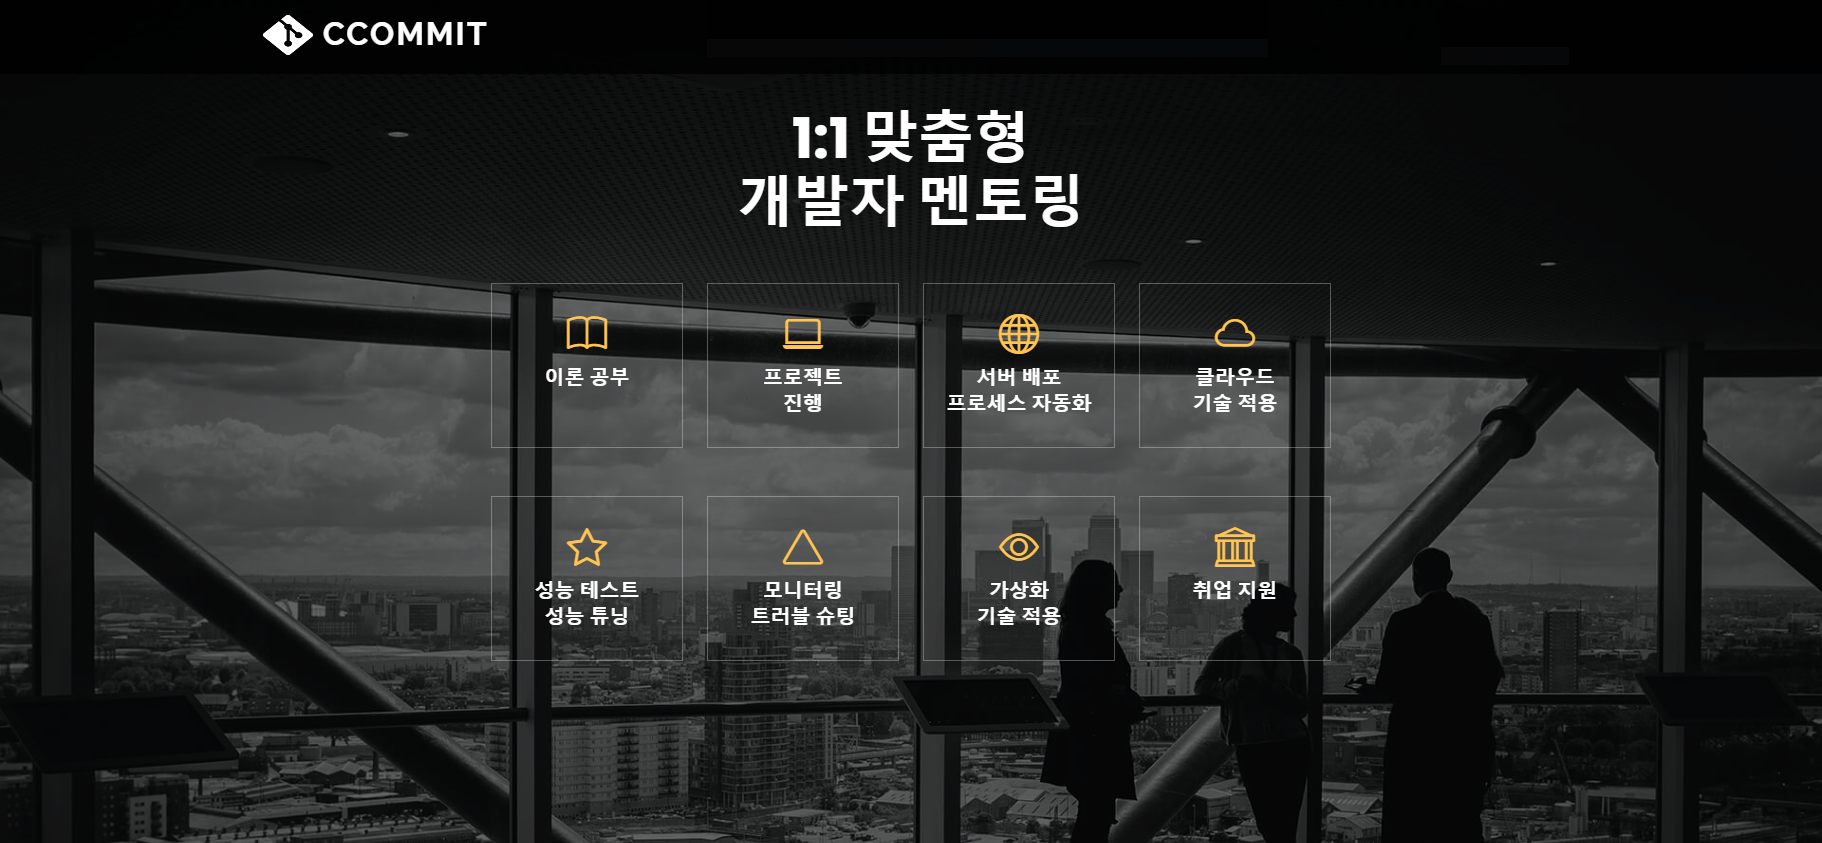 CCOMMIT
1:1 맞춤형
개발자 멘토링
이론 공부
프로젝트
진행
서버 배포
프로세스 자동화
클라우드
기술 적용
성능 테스트
성능 튜닝
모니터링
트러블 슈팅
가상화
기술 적용
취업 지원